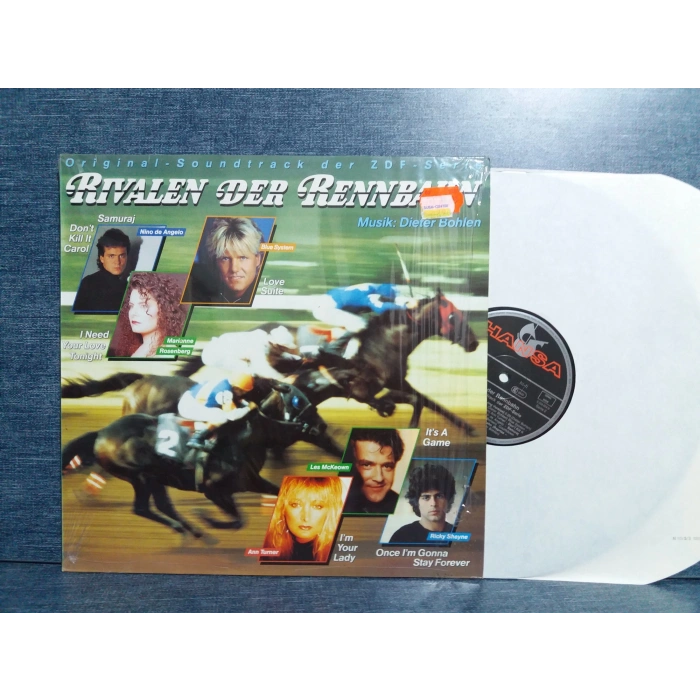 Original-Soundtrack der ZDF-Serie
RIVALEN DER RENNBAHN
Musik: Dieter Bohlen
Samuraj
Don't
Kill It
Carol
Nino de Angelo
Blue System
Love
Suite
I Need
Your Love
Tonight
Marianne
Rosenberg
2
It's A
Game
Les McKeown
Ann Turner
I'm
Your
Lady
Ricky Shayne
Once I'm Gonna
Stay Forever
HANSA